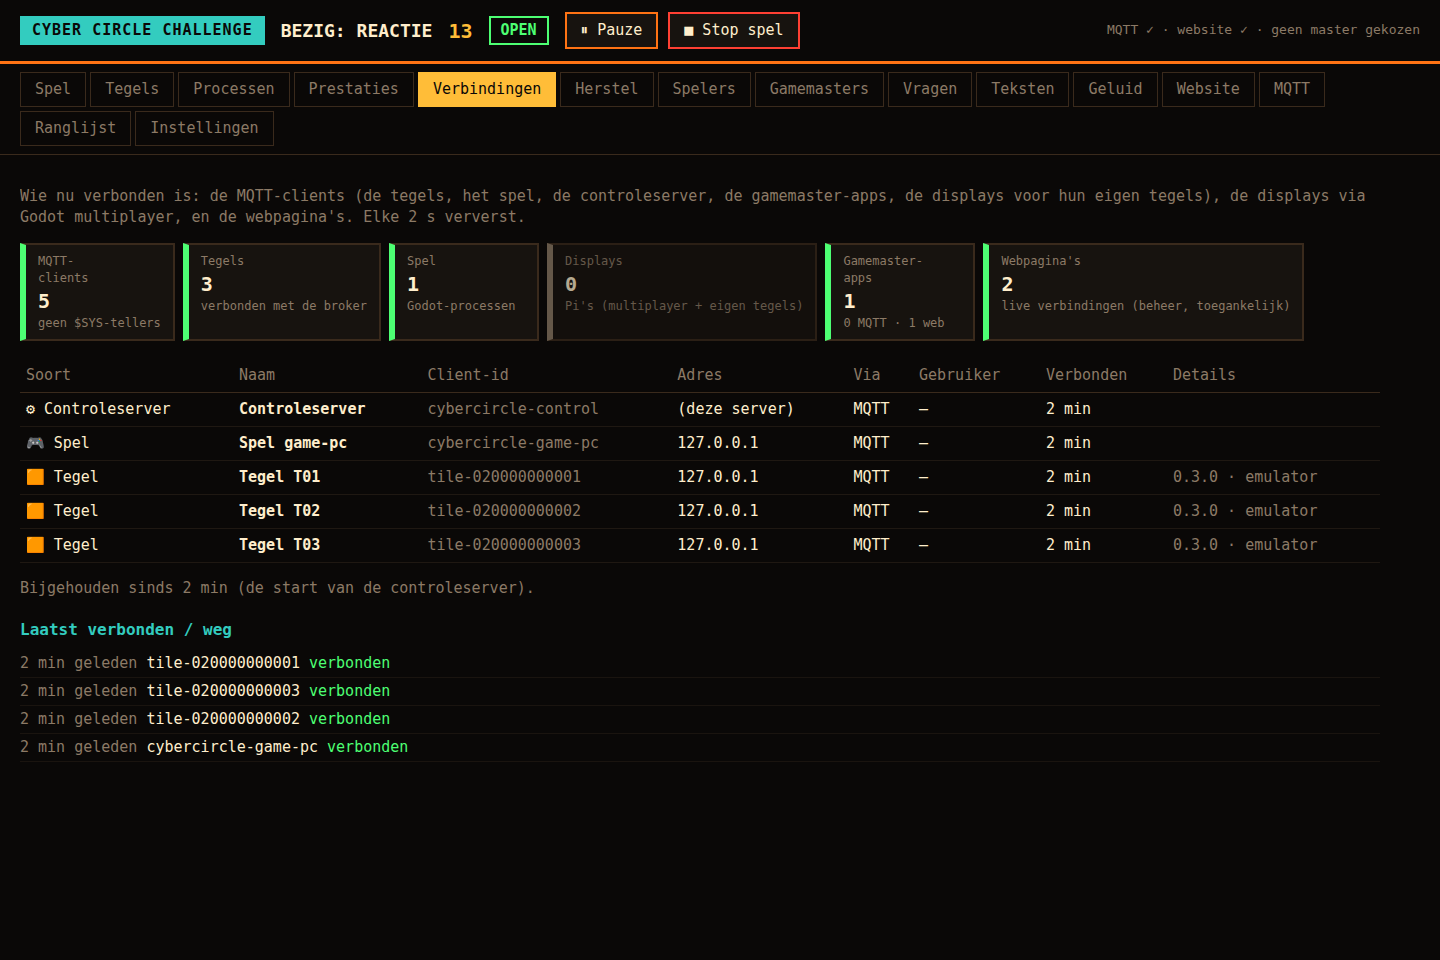 CYBER CIRCLE CHALLENGE BEZIG: REACTIE 13 OPEN ⏸ Pauze ■ Stop spel MQTT ✓ · website ✓ · geen master gekozen
Spel Tegels Processen Prestaties Verbindingen Herstel Spelers Gamemasters Vragen Teksten Geluid Website MQTT
Ranglijst Instellingen
Wie nu verbonden is: de MQTT-clients (de tegels, het spel, de controleserver, de gamemaster-apps, de displays voor hun eigen tegels), de displays via
Godot multiplayer, en de webpagina's. Elke 2 s ververst.
MQTT-
clients
5
geen $SYS-tellers
Tegels
3
verbonden met de broker
Spel
1
Godot-processen
Displays
0
Pi's (multiplayer + eigen tegels)
Gamemaster-
apps
1
0 MQTT · 1 web
Webpagina's
2
live verbindingen (beheer, toegankelijk)
Soort Naam Client-id Adres Via Gebruiker Verbonden Details
⚙ Controleserver Controleserver cybercircle-control (deze server) MQTT — 2 min
🎮 Spel Spel game-pc cybercircle-game-pc 127.0.0.1 MQTT — 2 min
🟧 Tegel Tegel T01 tile-020000000001 127.0.0.1 MQTT — 2 min 0.3.0 · emulator
🟧 Tegel Tegel T02 tile-020000000002 127.0.0.1 MQTT — 2 min 0.3.0 · emulator
🟧 Tegel Tegel T03 tile-020000000003 127.0.0.1 MQTT — 2 min 0.3.0 · emulator
Bijgehouden sinds 2 min (de start van de controleserver).
Laatst verbonden / weg
2 min geleden tile-020000000001 verbonden
2 min geleden tile-020000000003 verbonden
2 min geleden tile-020000000002 verbonden
2 min geleden cybercircle-game-pc verbonden